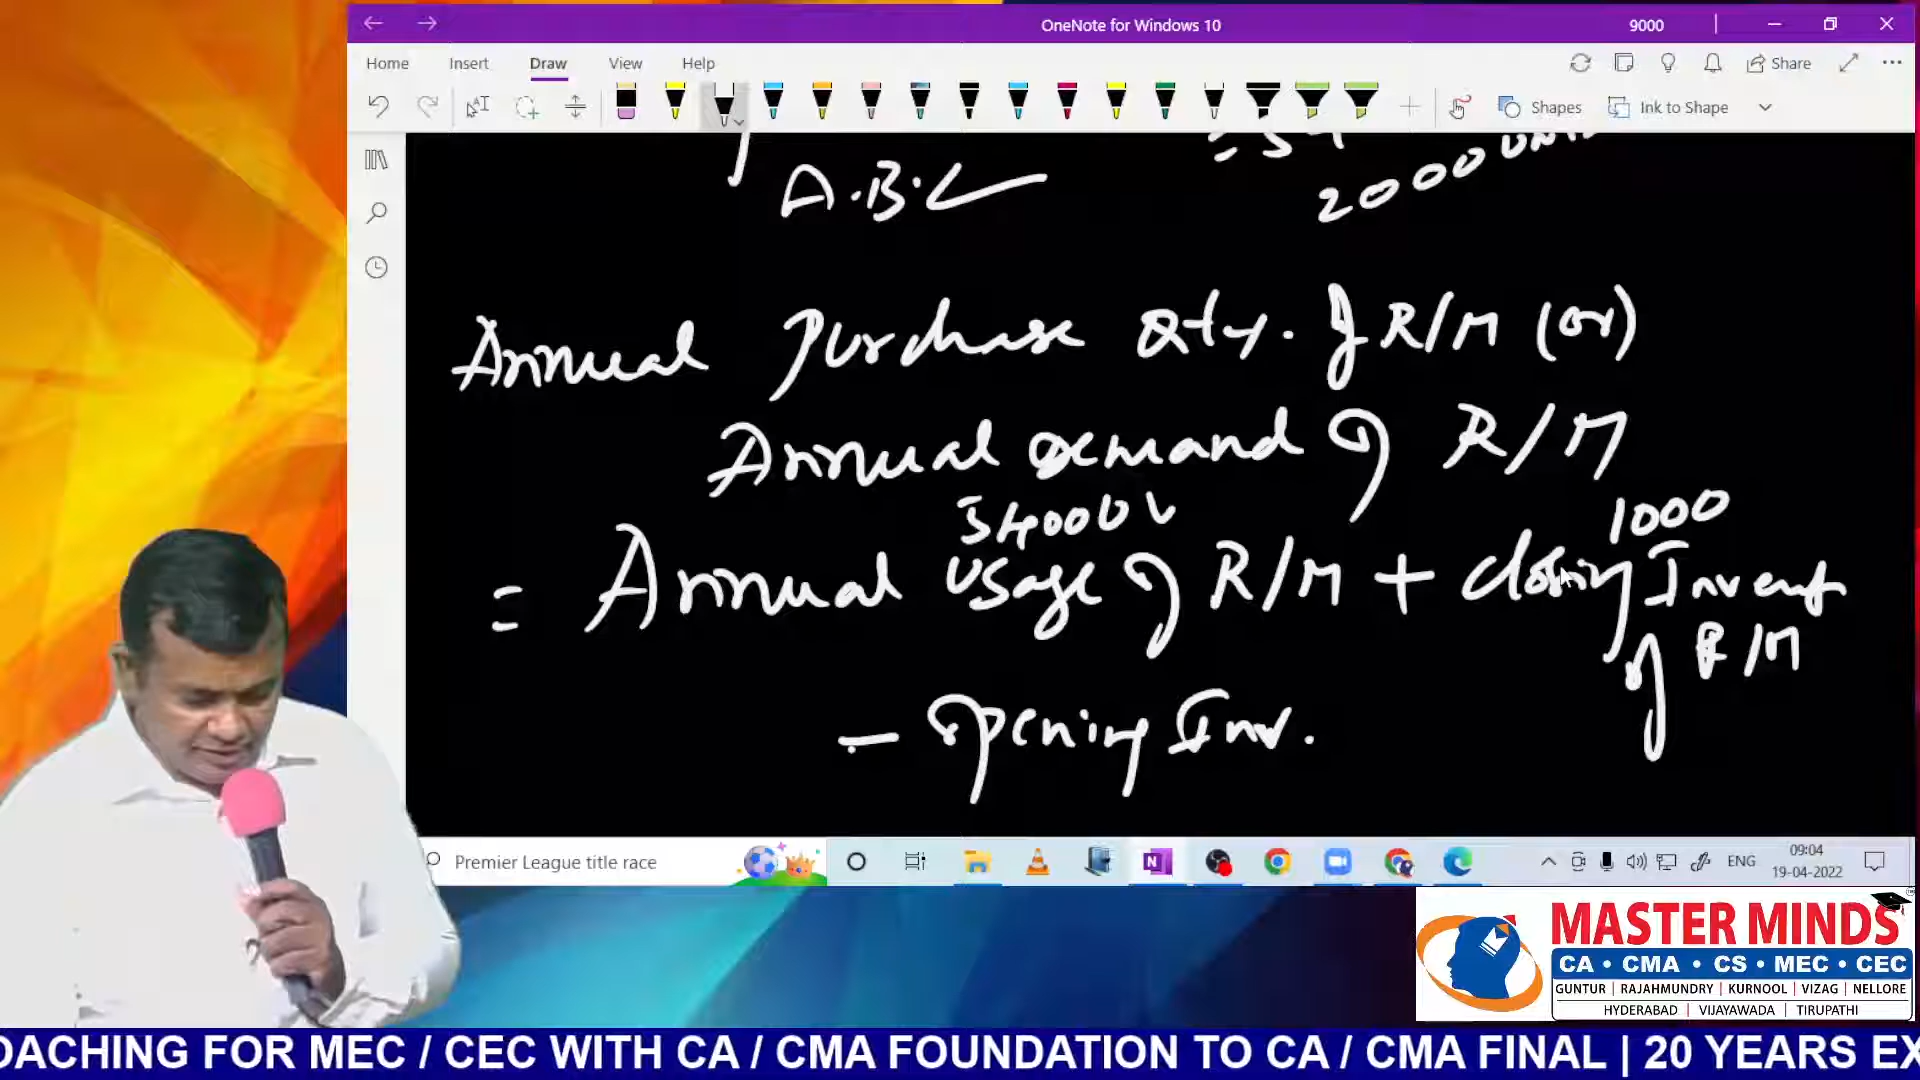 OneNote for Windows 10
9000
Home Insert Draw View Help
Share
Shapes Ink to Shape
A.B.C
2000 units
Annual Purchase Qty. of R/M (or)
Annual demand of R/M
54000
1000
= Annual Usage of R/M + closing Invent
of R/M
- Opening Inv.
Premier League title race
ENG
09:04
19-04-2022
MASTER MINDS
CA • CMA • CS • MEC • CEC
GUNTUR | RAJAHMUNDRY | KURNOOL | VIZAG | NELLORE
HYDERABAD | VIJAYAWADA | TIRUPATHI
OACHING FOR MEC / CEC WITH CA / CMA FOUNDATION TO CA / CMA FINAL | 20 YEARS EX